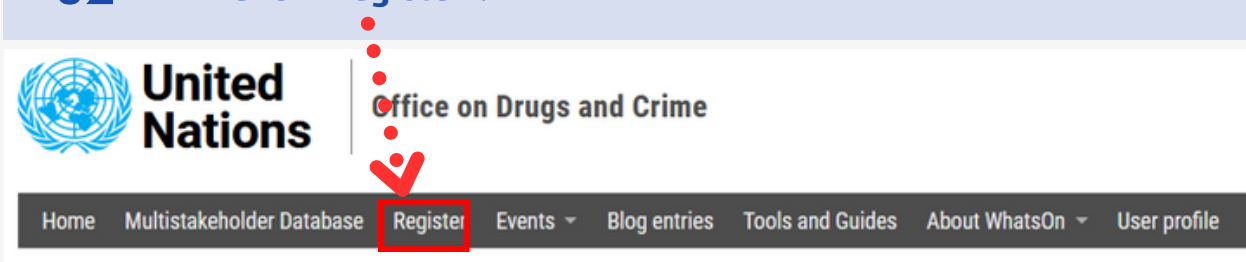 United
Nations
Office on Drugs and Crime
Home Multistakeholder Database Register Events Blog entries Tools and Guides About WhatsOn User profile